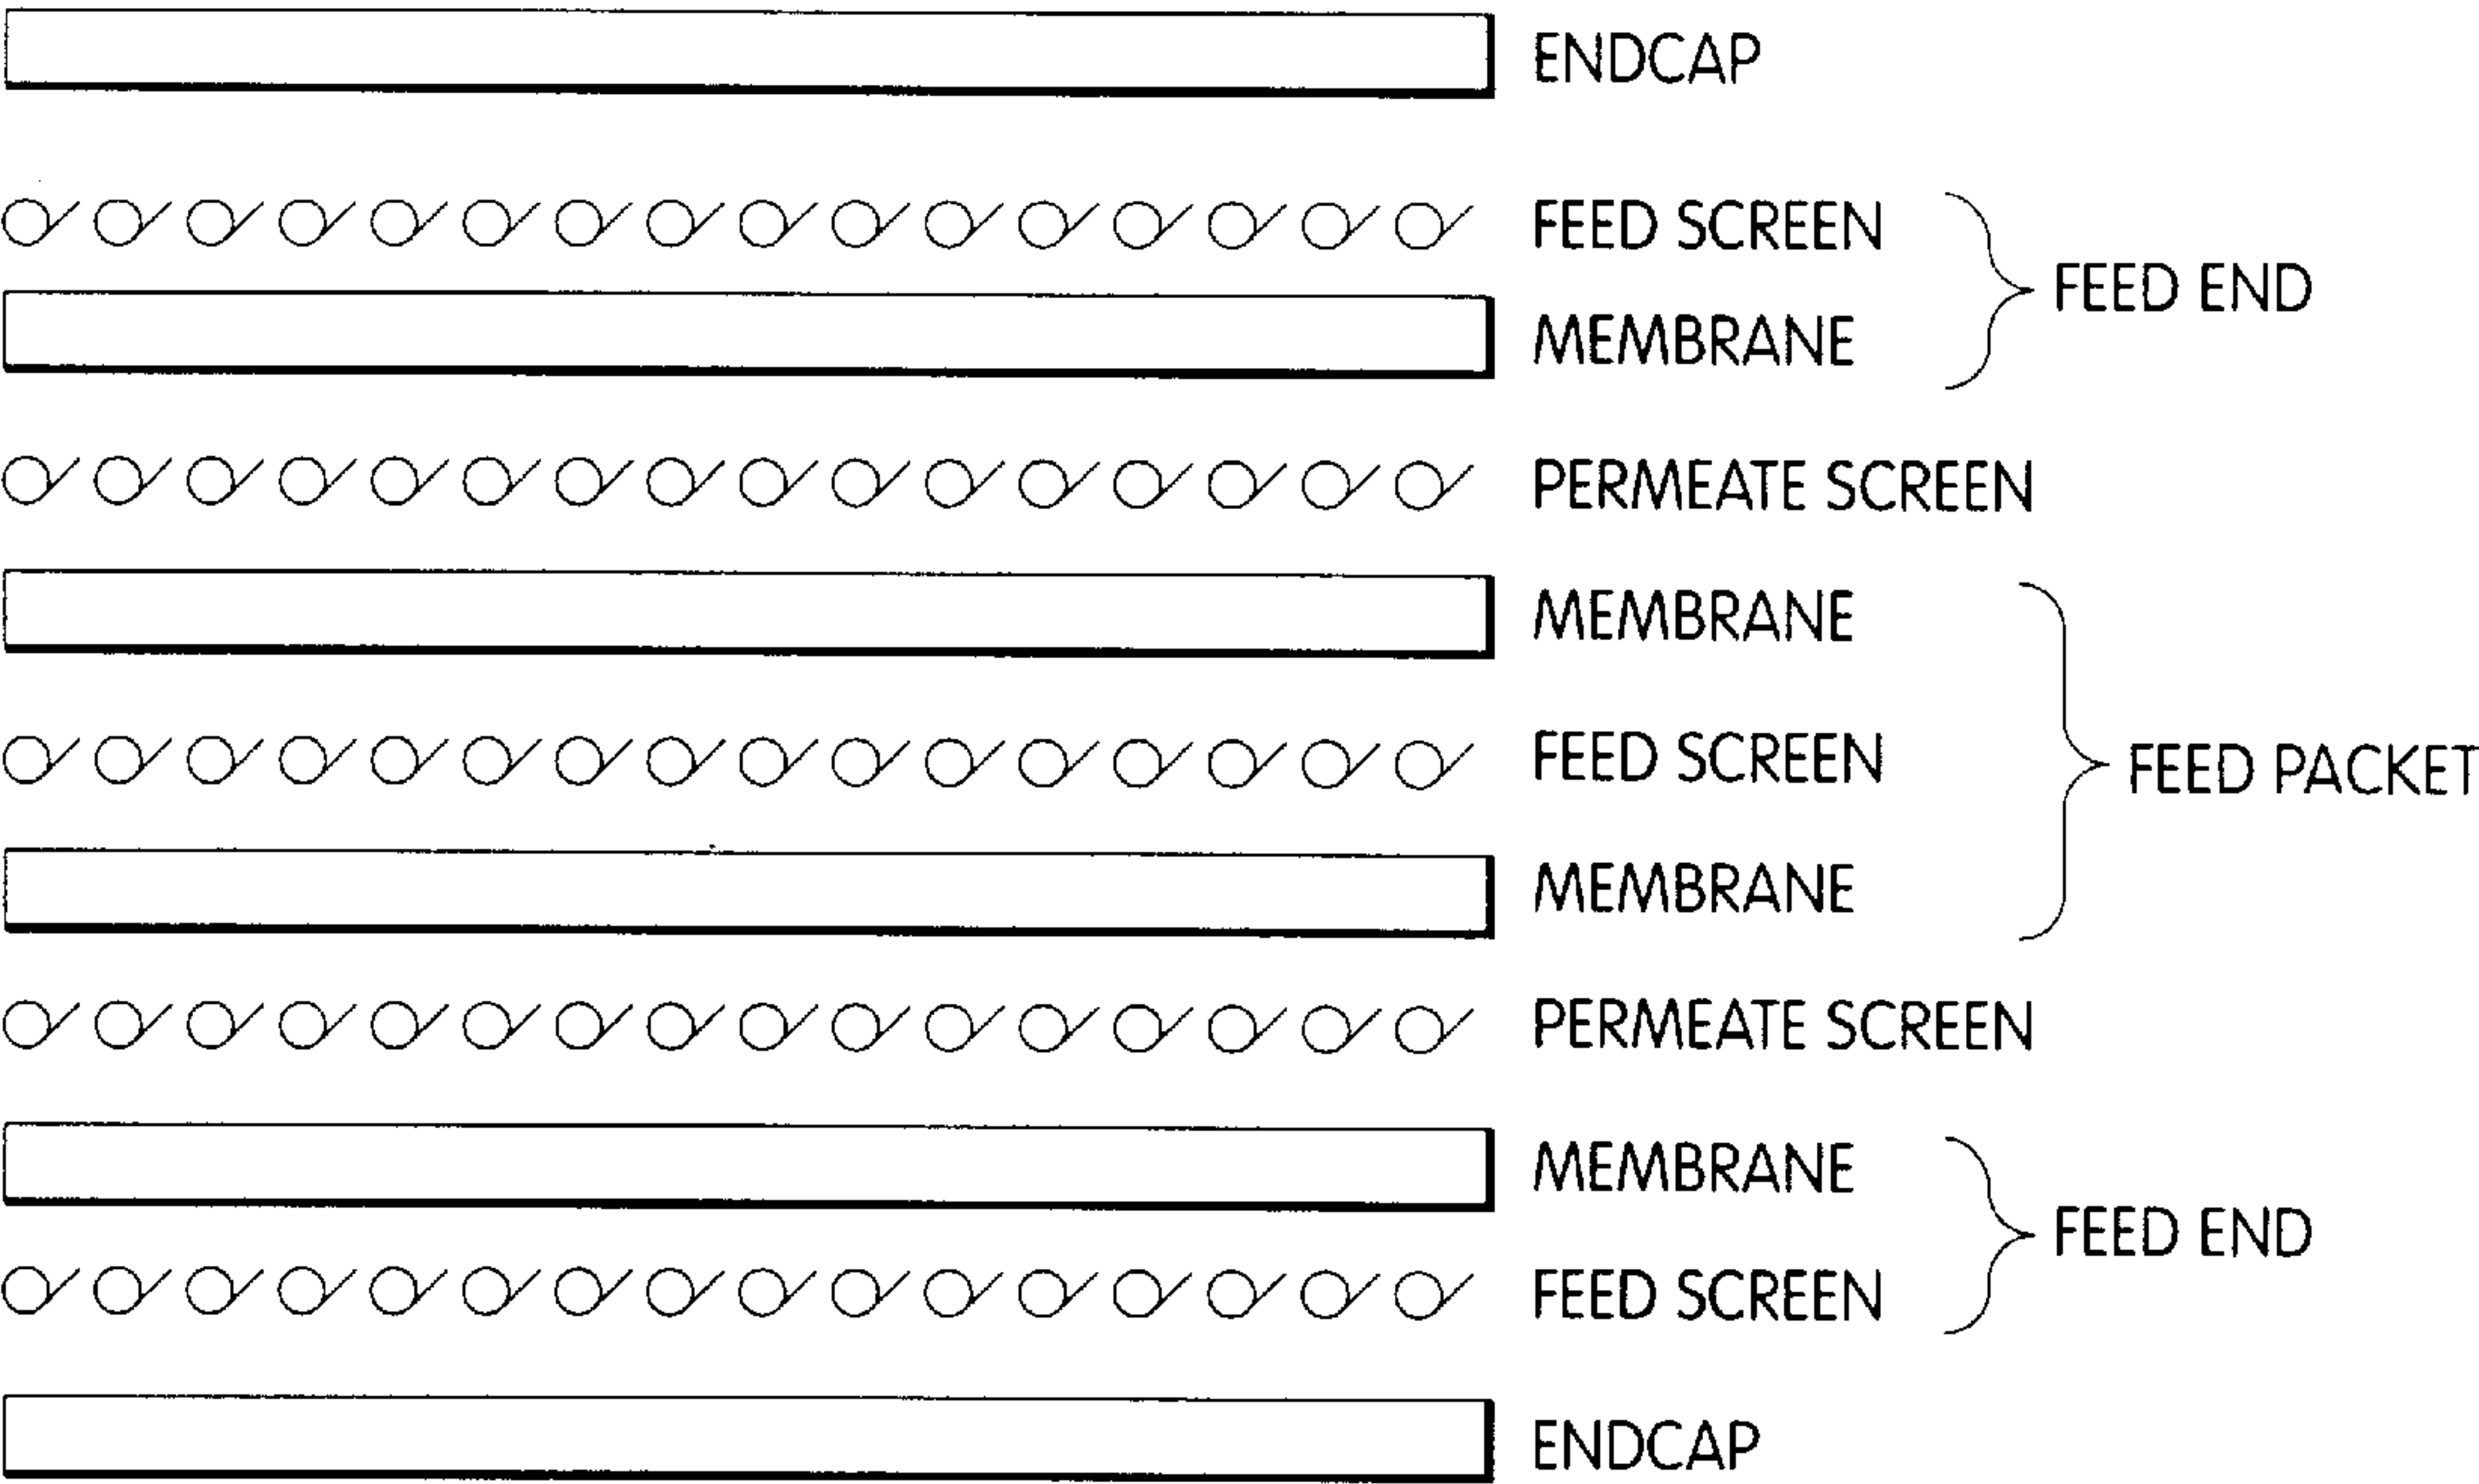 ENDCAP
FEED SCREEN
FEED END
MEMBRANE
PERMEATE SCREEN
MEMBRANE
FEED SCREEN
FEED PACKET
MEMBRANE
PERMEATE SCREEN
MEMBRANE
FEED END
FEED SCREEN
ENDCAP